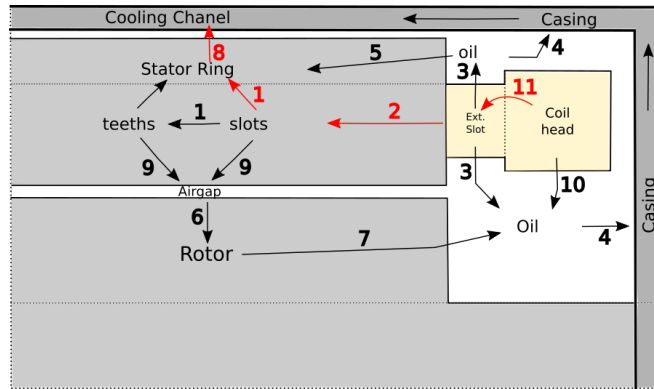 Cooling Chanel
Casing
8
5
oil
4
Stator Ring
3
11
1
Ext.
Slot
Coil
head
teeths
1
slots
2
9
9
3
10
Airgap
6
Oil
4
Rotor
7
Casing